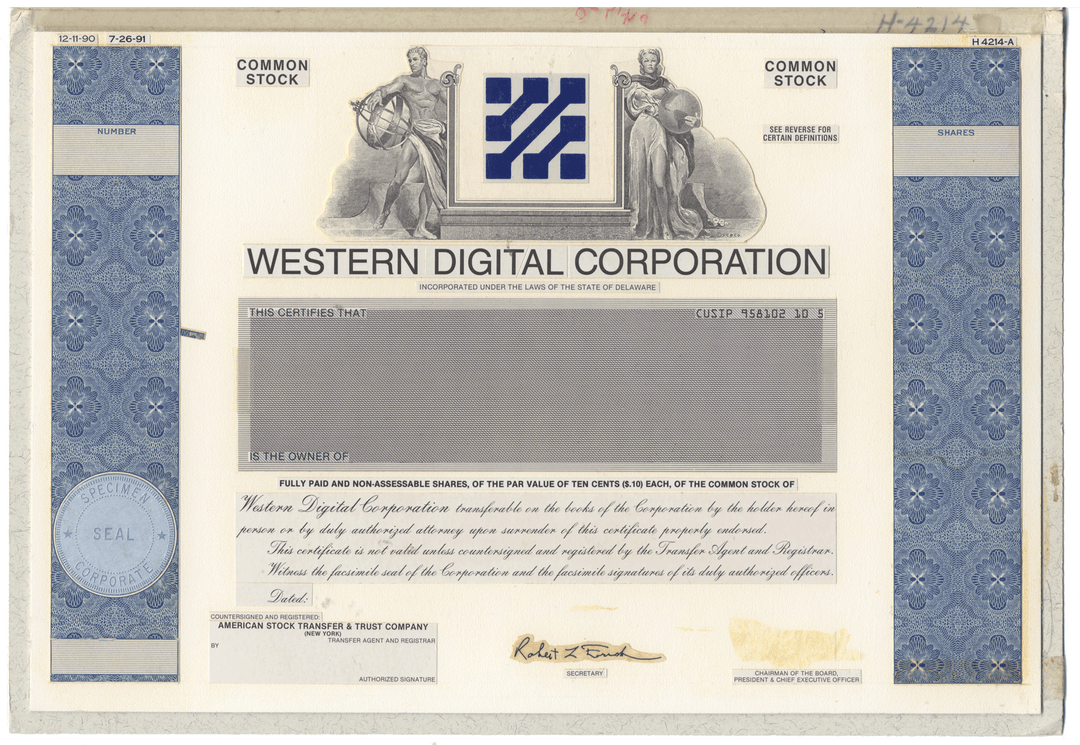 H-4214
12-11-90 7-26-91
H 4214-A
COMMON
STOCK
COMMON
STOCK
NUMBER
SEE REVERSE FOR
CERTAIN DEFINITIONS
SHARES
WESTERN DIGITAL CORPORATION
INCORPORATED UNDER THE LAWS OF THE STATE OF DELAWARE
THIS CERTIFIES THAT
CUSIP 958102 10 5
IS THE OWNER OF
FULLY PAID AND NON-ASSESSABLE SHARES, OF THE PAR VALUE OF TEN CENTS ($.10) EACH, OF THE COMMON STOCK OF
Western Digital Corporation transferable on the books of the Corporation by the holder hereof in
person or by duly authorized attorney upon surrender of this certificate properly endorsed.
This certificate is not valid unless countersigned and registered by the Transfer Agent and Registrar.
Witness the facsimile seal of the Corporation and the facsimile signatures of its duly authorized officers.
Dated:
SPECIMEN
SEAL
CORPORATE
COUNTERSIGNED AND REGISTERED:
AMERICAN STOCK TRANSFER & TRUST COMPANY
(NEW YORK)
TRANSFER AGENT AND REGISTRAR
BY
AUTHORIZED SIGNATURE
Robert L
SECRETARY
CHAIRMAN OF THE BOARD,
PRESIDENT & CHIEF EXECUTIVE OFFICER